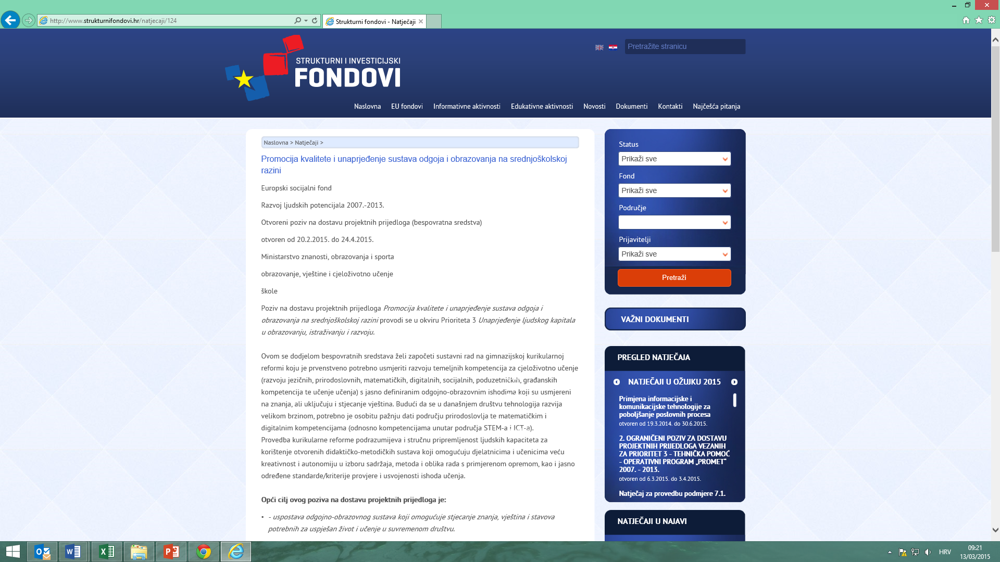 http://www.strukturnifondovi.hr/natjecaji/124
Strukturni fondovi - Natječaji
STRUKTURNI I INVESTICIJSKI
FONDOVI
Pretražite stranicu
Naslovna EU fondovi Informativne aktivnosti Edukativne aktivnosti Novosti Dokumenti Kontakti Najčešća pitanja
Naslovna > Natječaji >
Promocija kvalitete i unaprjeđenje sustava odgoja i obrazovanja na srednjoškolskoj
razini
Europski socijalni fond
Razvoj ljudskih potencijala 2007.-2013.
Otvoreni poziv na dostavu projektnih prijedloga (bespovratna sredstva)
otvoren od 20.2.2015. do 24.4.2015.
Ministarstvo znanosti, obrazovanja i sporta
obrazovanje, vještine i cjeloživotno učenje
škole
Poziv na dostavu projektnih prijedloga Promocija kvalitete i unaprjeđenje sustava odgoja i
obrazovanja na srednjoškolskoj razini provodi se u okviru Prioriteta 3 Unaprjeđenje ljudskog kapitala
u obrazovanju, istraživanju i razvoju.
Ovom se dodjelom bespovratnih sredstava želi započeti sustavni rad na gimnazijskoj kurikularnoj
reformi koju je prvenstveno potrebno usmjeriti razvoju temeljnih kompetencija za cjeloživotno učenje
(razvoju jezičnih, prirodoslovnih, matematičkih, digitalnih, socijalnih, poduzetničkih, građanskih
kompetencija te učenje učenja) s jasno definiranim odgojno-obrazovnim ishodima koji su usmjereni
na znanja, ali uključuju i stjecanje vještina. Budući da se u današnjem društvu tehnologija razvija
velikom brzinom, potrebno je osobitu pažnju dati području prirodoslovlja te matematičkim i
digitalnim kompetencijama (odnosno kompetencijama unutar područja STEM-a i ICT-a).
Provedba kurikularne reforme podrazumijeva i stručnu pripremljenost ljudskih kapaciteta za
korištenje otvorenih didaktičko-metodičkih sustava koji omogućuju djelatnicima i učenicima veću
kreativnost i autonomiju u izboru sadržaja, metoda i oblika rada s primjerenom opremom, kao i jasno
određene standarde/kriterije provjere i usvojenosti ishoda učenja.
Opći cilj ovog poziva na dostavu projektnih prijedloga je:
• - uspostava odgojno-obrazovnog sustava koji omogućuje stjecanje znanja, vještina i stavova
potrebnih za uspješan život i učenje u suvremenom društvu.
Status
Prikaži sve
Fond
Prikaži sve
Područje
Prijavitelji
Prikaži sve
Pretraži
VAŽNI DOKUMENTI
PREGLED NATJEČAJA
NATJEČAJI U OŽUJKU 2015
Primjena informacijske i
komunikacijske tehnologije za
poboljšanje poslovnih procesa
otvoren od 19.3.2014. do 30.6.2015.
2. OGRANIČENI POZIV ZA DOSTAVU
PROJEKTNIH PRIJEDLOGA VEZANIH
ZA PRIORITET 3 - TEHNIČKA POMOĆ
- OPERATIVNI PROGRAM „PROMET“
2007. - 2013.
otvoren od 6.3.2015. do 3.4.2015.
Natječaj za provedbu podmjere 7.1.
NATJEČAJI U NAJAVI
HRV
09:21
13/03/2015